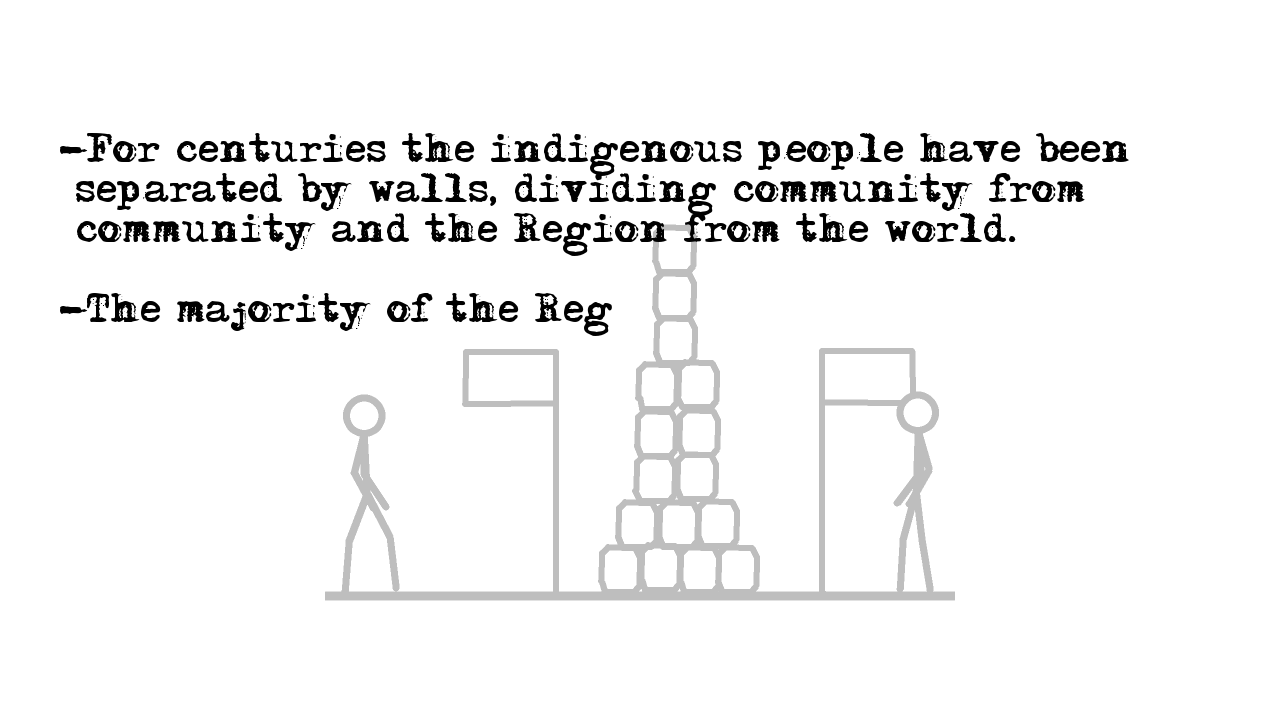 -For centuries the indigenous people have been
separated by walls, dividing community from
community and the Region from the world.
-The majority of the Reg